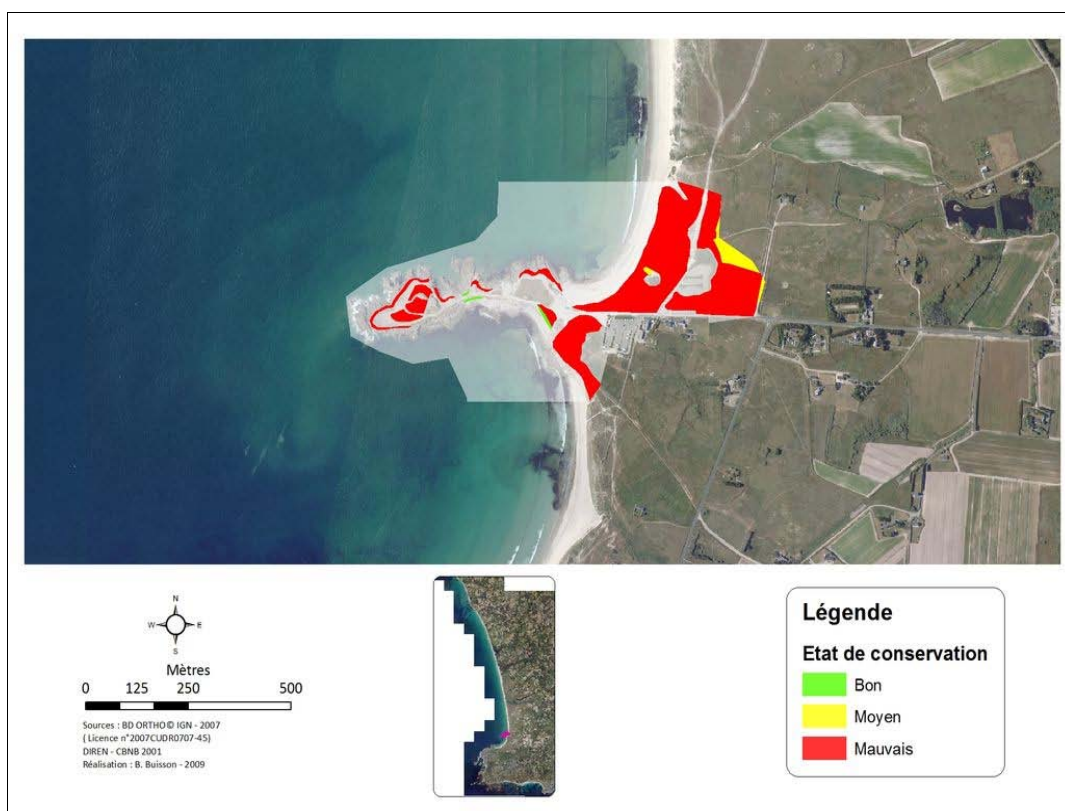 N
W E
S
Mètres
0 125 250 500
Sources : BD ORTHO© IGN - 2007
( Licence n°2007CUDR0707-45)
DIREN - CBNB 2001
Réalisation : B. Buisson - 2009
Légende
Etat de conservation
Bon
Moyen
Mauvais